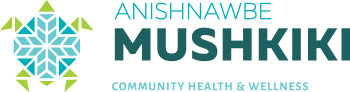 ANISHNAWBE
MUSHKIKI
COMMUNITY HEALTH & WELLNESS